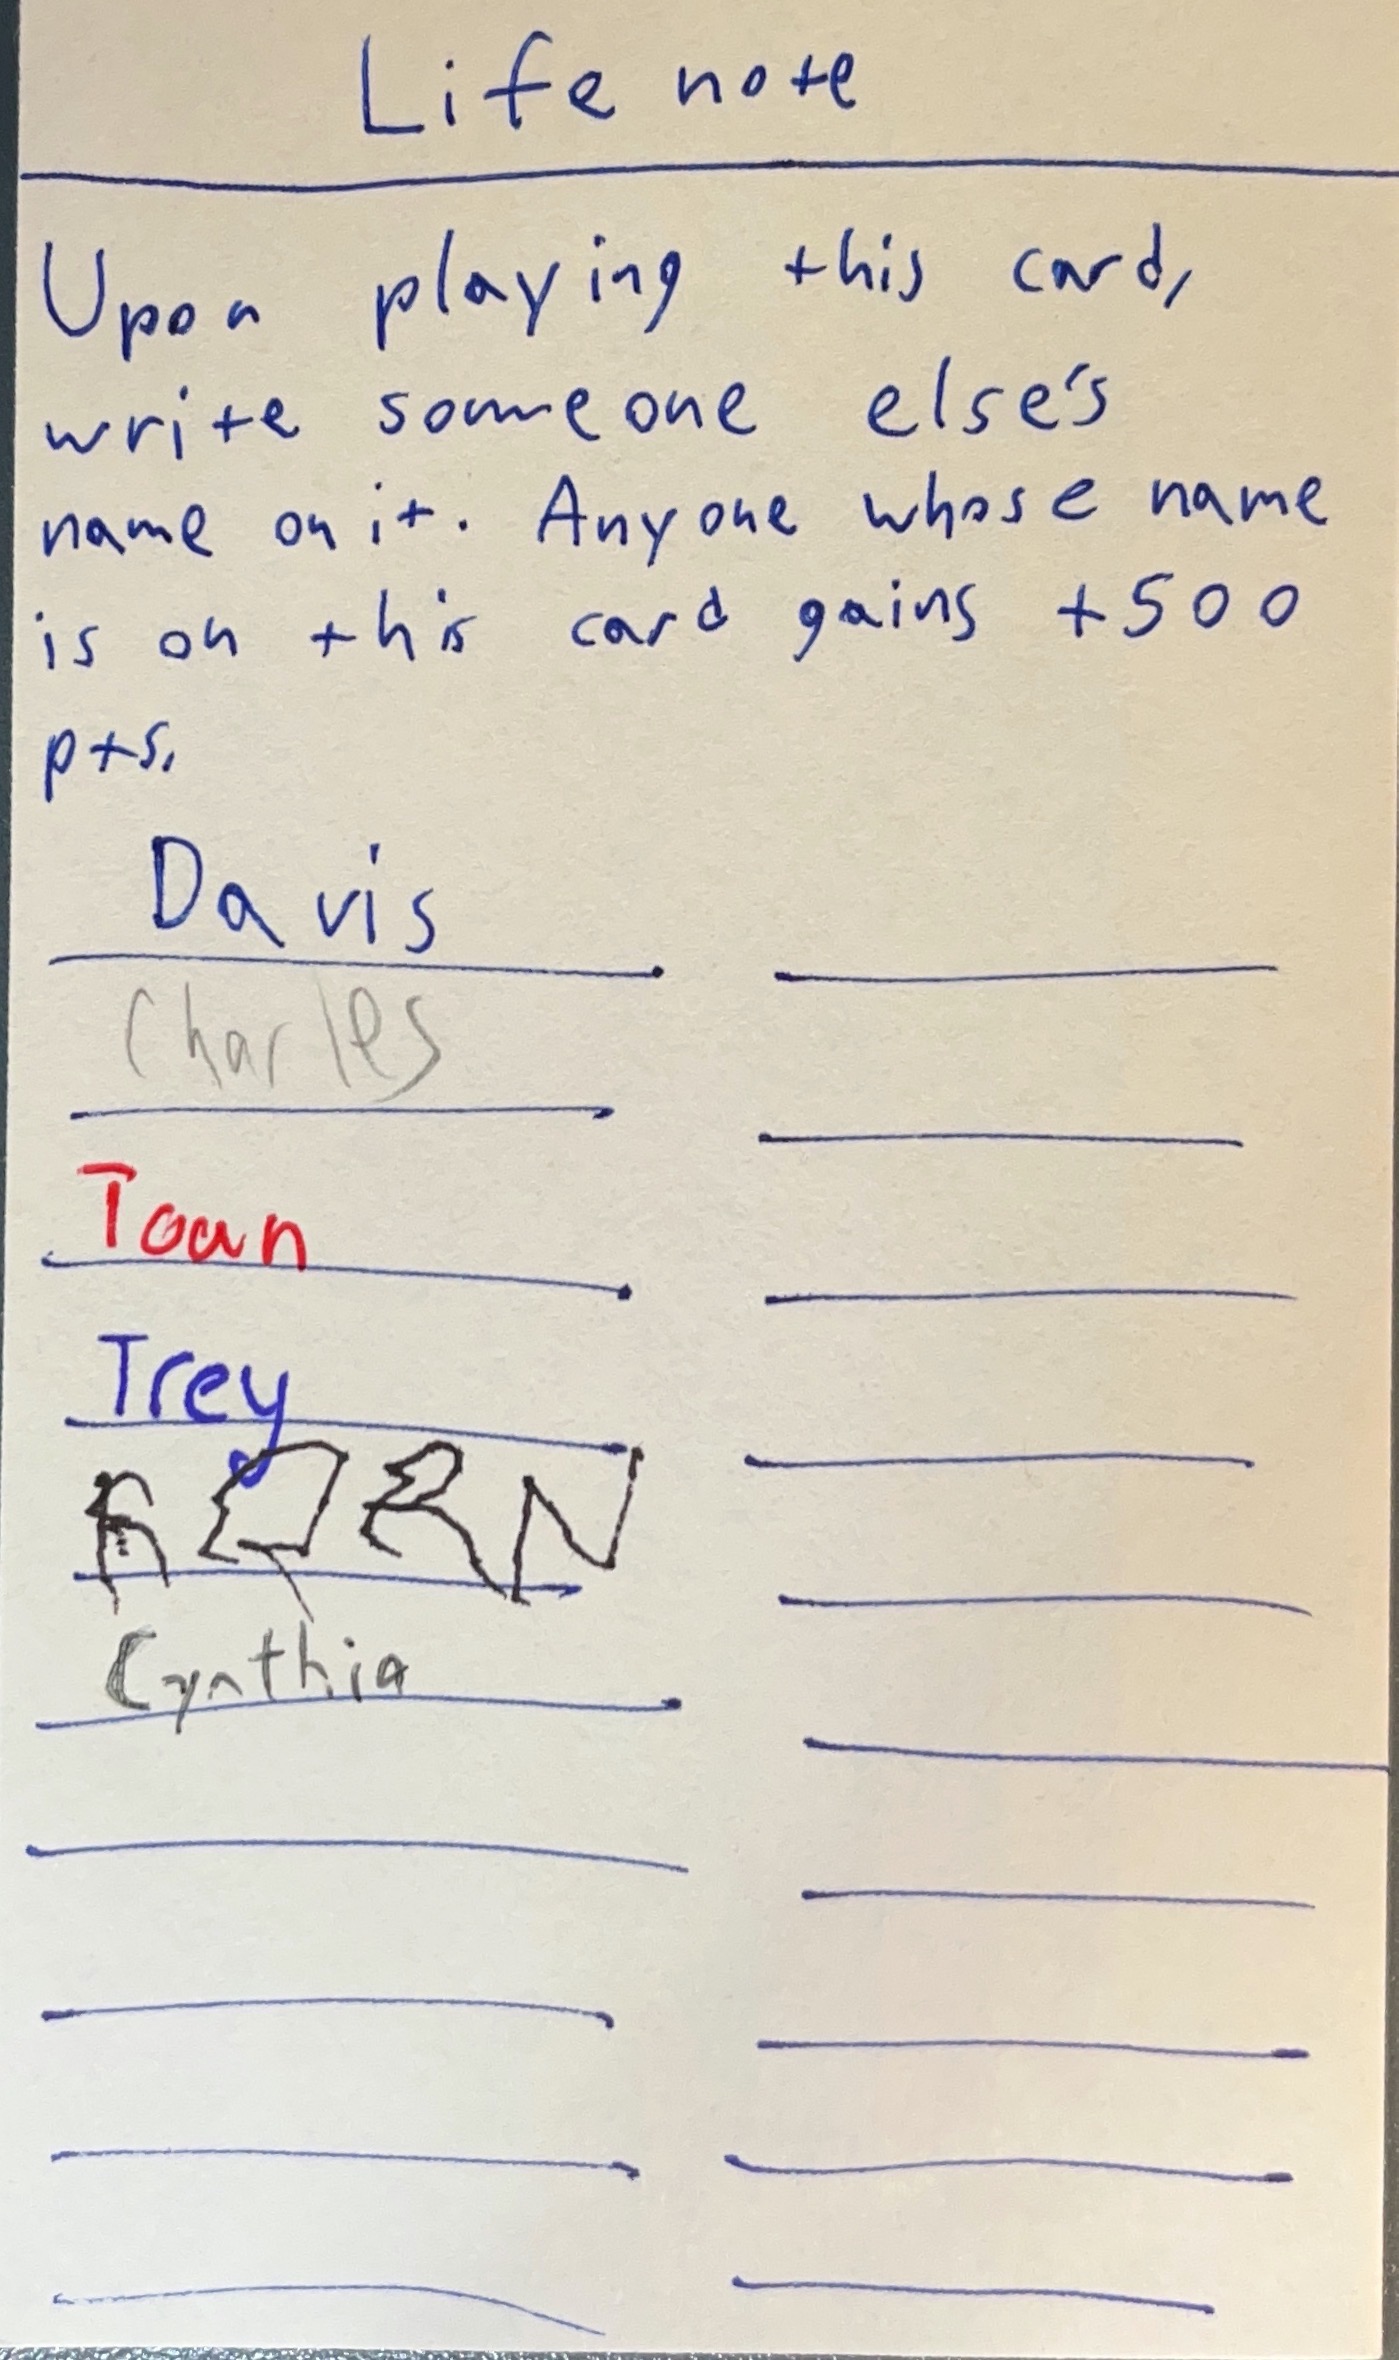 Life note
Upon playing this card,
write someone else's
name on it. Anyone whose name
is on this card gains +500
pts.
Davis
Charles
Toan
Trey
Cynthia